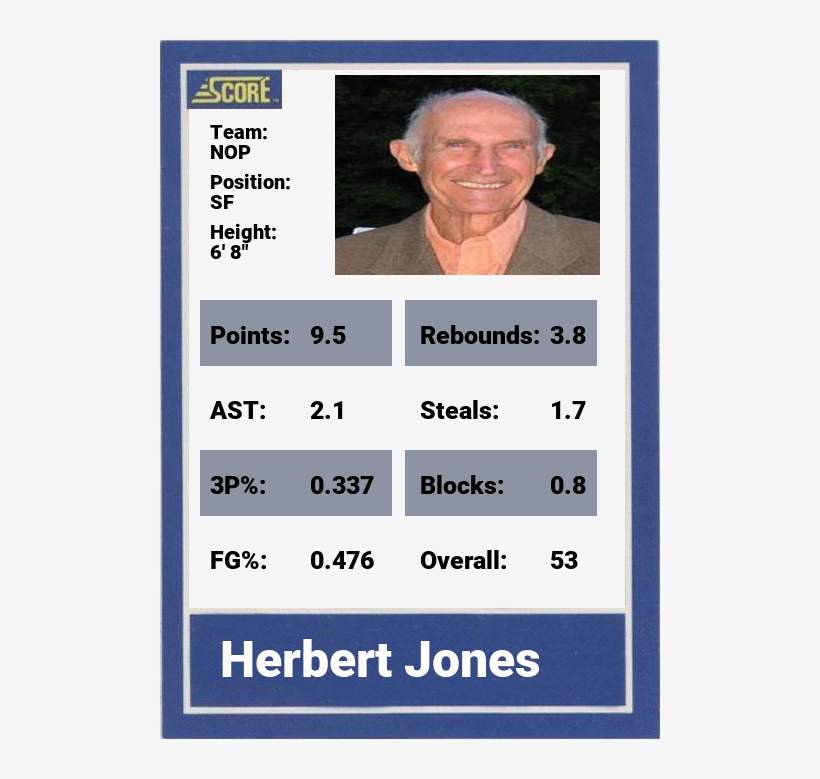 SCORE™
Team:
NOP
Position:
SF
Height:
6' 8"
Points: 9.5 Rebounds: 3.8
AST: 2.1 Steals: 1.7
3P%: 0.337 Blocks: 0.8
FG%: 0.476 Overall: 53
Herbert Jones